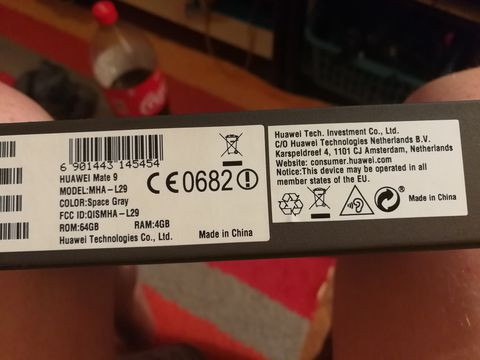 6 901443 145454
HUAWEI Mate 9
MODEL:MHA-L29
COLOR:Space Gray
FCC ID:QISMHA-L29
ROM:64GB RAM:4GB
Huawei Technologies Co., Ltd.
CE0682
Made in China
Huawei Tech. Investment Co., Ltd.
C/O Huawei Technologies Netherlands B.V.
Karspeldreef 4, 1101 CJ Amsterdam, Netherlands
Website: consumer.huawei.com
Notice:This device may be operated in all
member states of the EU.
Made in China